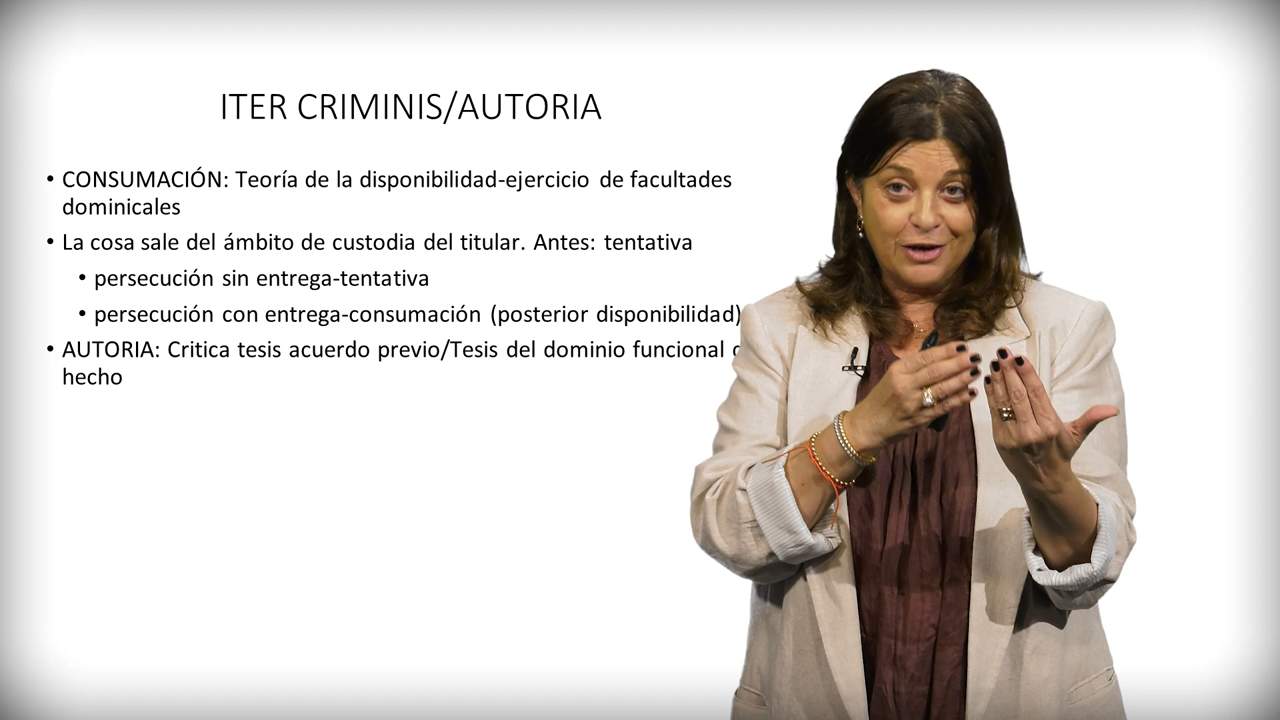 ITER CRIMINIS/AUTORIA
• CONSUMACIÓN: Teoría de la disponibilidad-ejercicio de facultades
dominicales
• La cosa sale del ámbito de custodia del titular. Antes: tentativa
• persecución sin entrega-tentativa
• persecución con entrega-consumación (posterior disponibilidad)
• AUTORIA: Critica tesis acuerdo previo/Tesis del dominio funcional
hecho